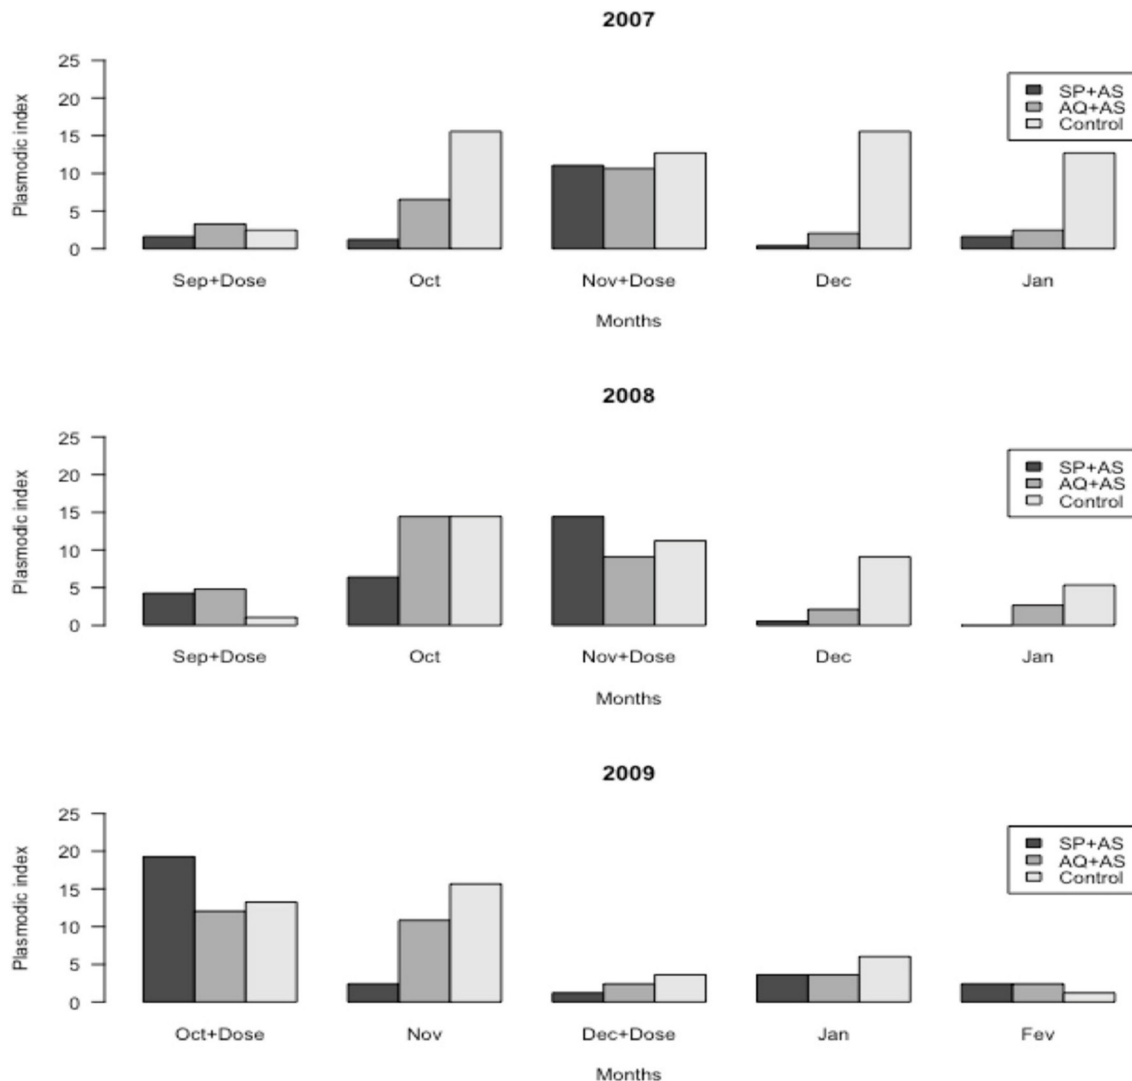 2007
Plasmodic index
25
20
15
10
5
0
SP+AS
AQ+AS
Control
Sep+Dose Oct Nov+Dose Dec Jan
Months
2008
Plasmodic index
25
20
15
10
5
0
SP+AS
AQ+AS
Control
Sep+Dose Oct Nov+Dose Dec Jan
Months
2009
Plasmodic index
25
20
15
10
5
0
SP+AS
AQ+AS
Control
Oct+Dose Nov Dec+Dose Jan Fev
Months